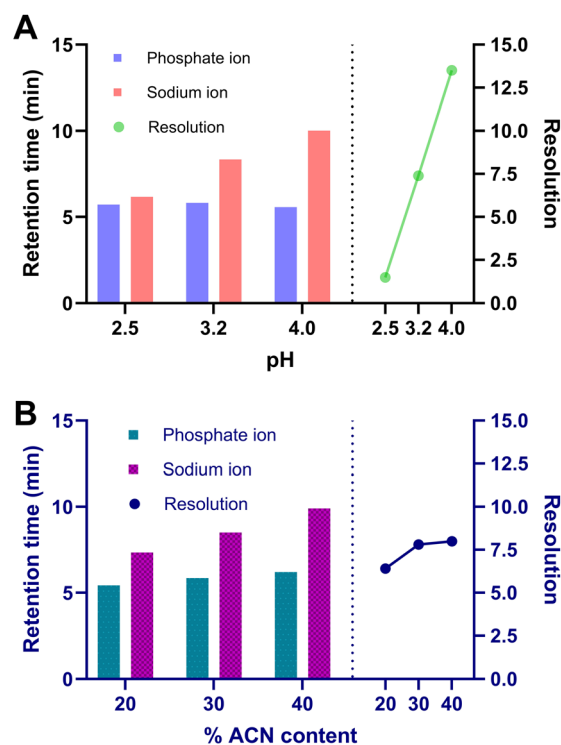 A
Retention time (min)
15
10
5
0
Phosphate ion
Sodium ion
Resolution
15.0
12.5
10.0
7.5
5.0
2.5
0.0
Resolution
2.5 3.2 4.0 2.5 3.2 4.0
pH
B
Retention time (min)
15
10
5
0
Phosphate ion
Sodium ion
Resolution
15.0
12.5
10.0
7.5
5.0
2.5
0.0
Resolution
20 30 40 20 30 40
% ACN content